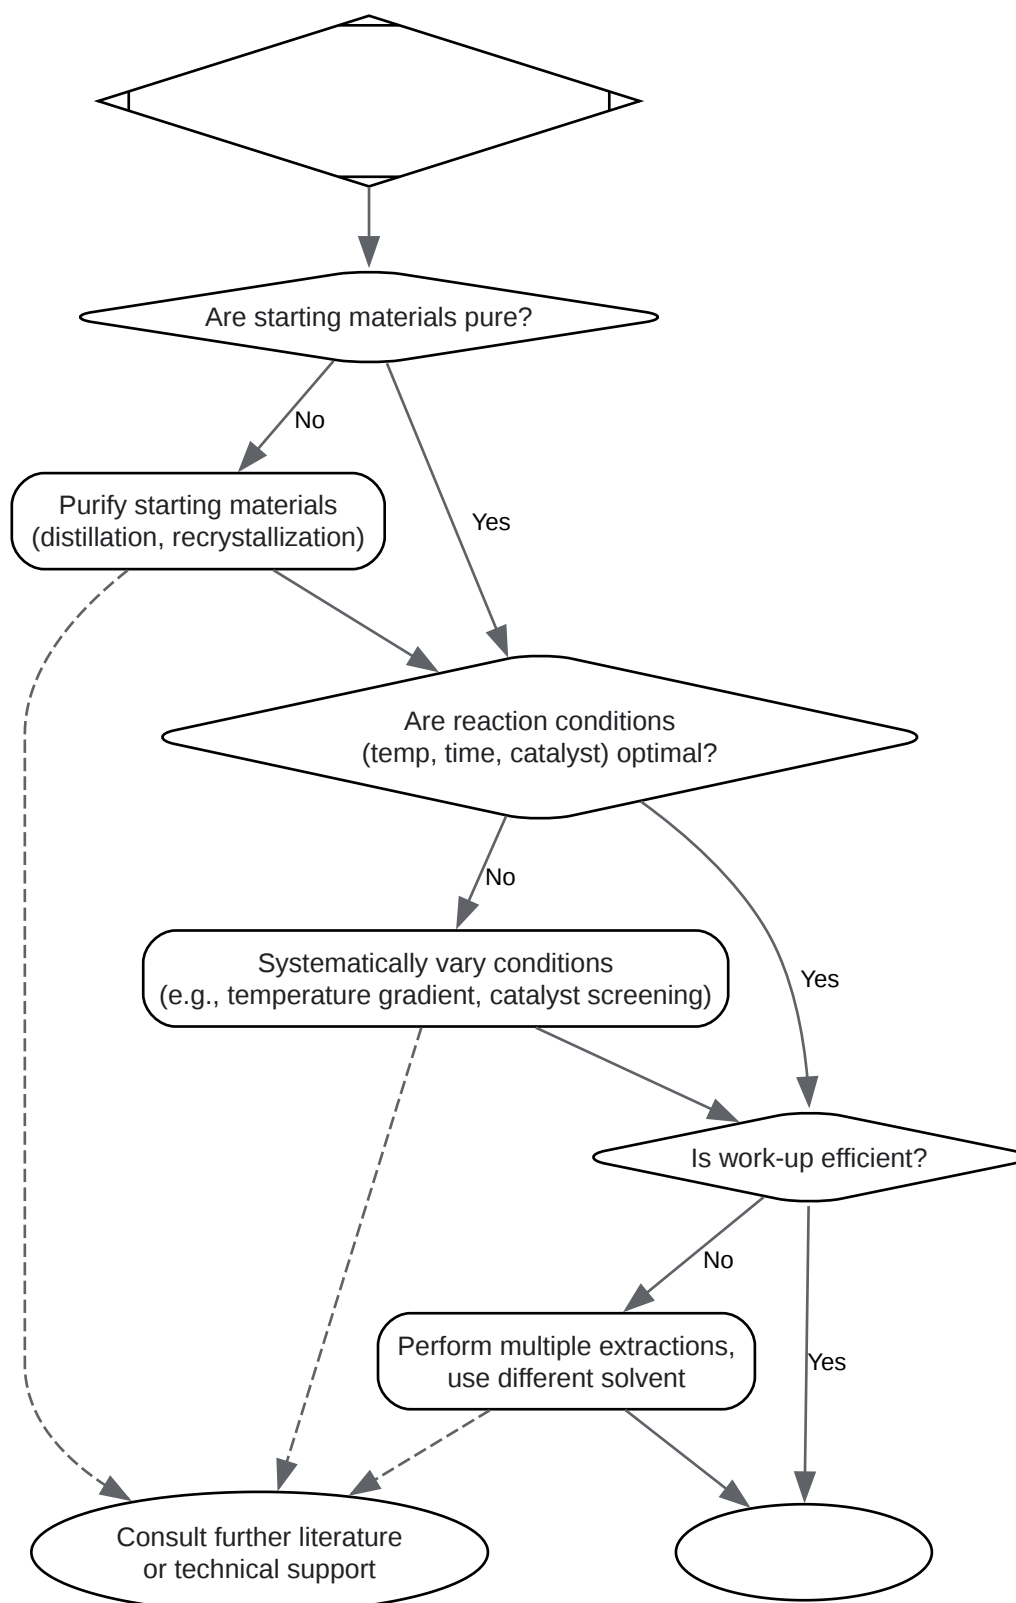 Are starting materials pure?
No
Purify starting materials
(distillation, recrystallization)
Yes
Are reaction conditions
(temp, time, catalyst) optimal?
No
Systematically vary conditions
(e.g., temperature gradient, catalyst screening)
Yes
Is work-up efficient?
No
Perform multiple extractions,
use different solvent
Yes
Consult further literature
or technical support